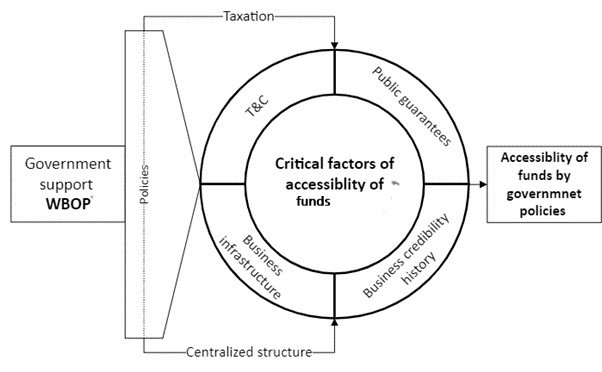 Taxation
T&C
Public guarantees
Government
support
WBOP
Policies
Critical factors of
accessiblity of
funds
Accessiblity of
funds by
governmnet
policies
Business
infrastructure
Business credibility
history
Centralized structure